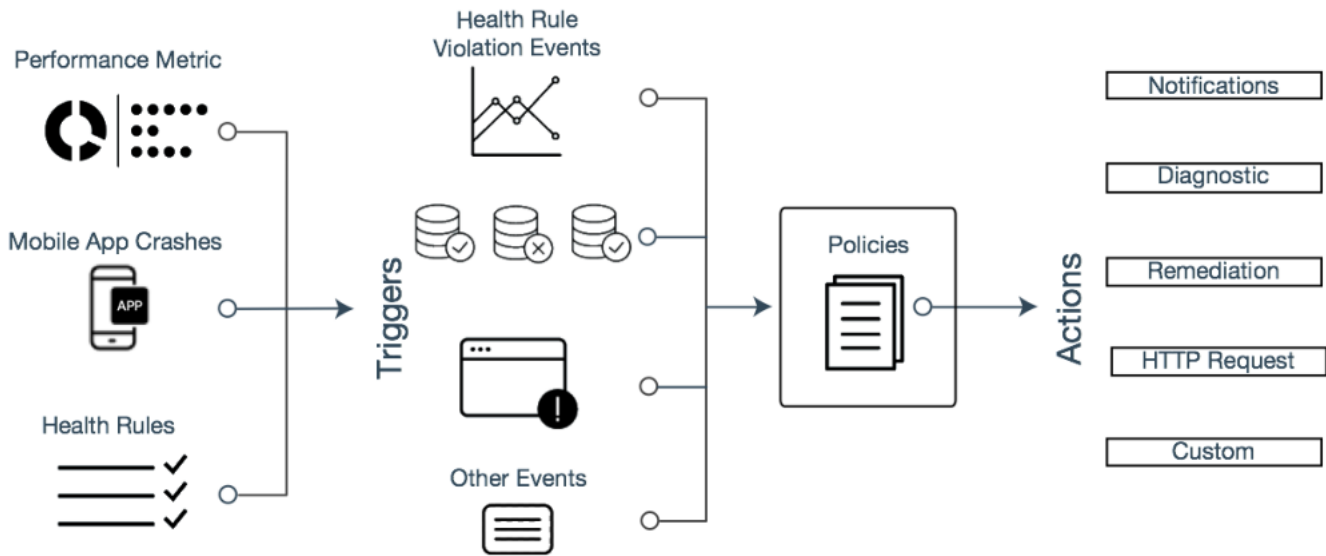 Performance Metric
Mobile App Crashes
APP
Health Rules
Triggers
Health Rule
Violation Events
Other Events
Policies
Actions
Notifications
Diagnostic
Remediation
HTTP Request
Custom